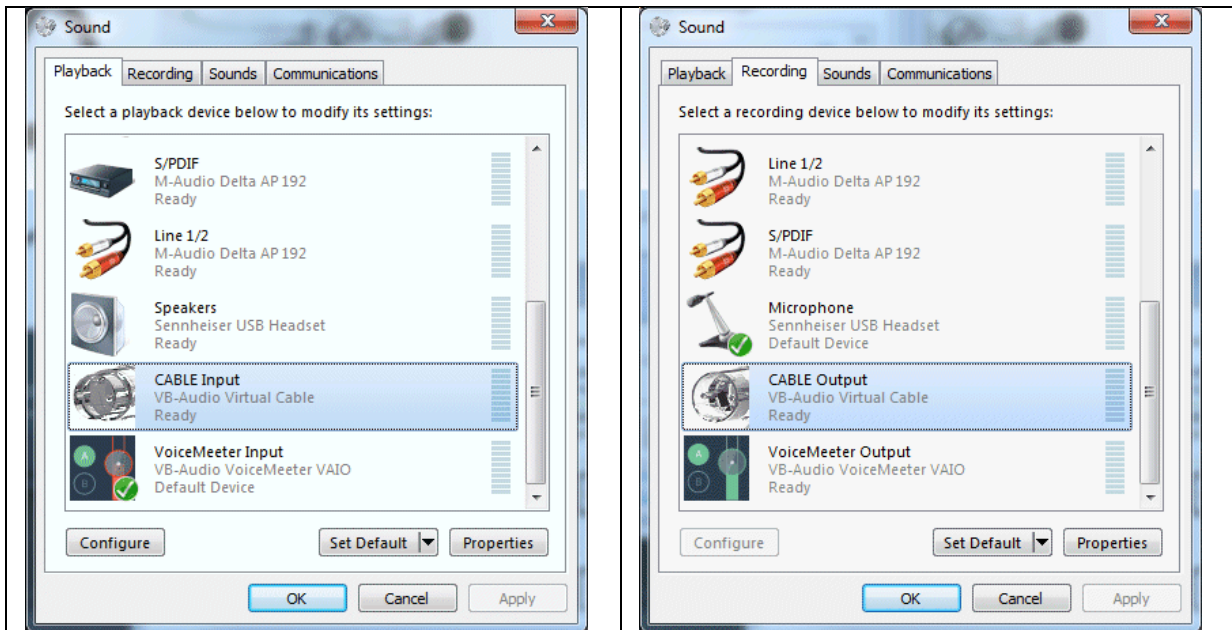 Sound
Playback Recording Sounds Communications
Select a playback device below to modify its settings:
S/PDIF
M-Audio Delta AP 192
Ready
Line 1/2
M-Audio Delta AP 192
Ready
Speakers
Sennheiser USB Headset
Ready
CABLE Input
VB-Audio Virtual Cable
Ready
VoiceMeeter Input
VB-Audio VoiceMeeter VAIO
Default Device
A
B
Configure Set Default Properties
OK Cancel Apply
Sound
Playback Recording Sounds Communications
Select a recording device below to modify its settings:
Line 1/2
M-Audio Delta AP 192
Ready
S/PDIF
M-Audio Delta AP 192
Ready
Microphone
Sennheiser USB Headset
Default Device
CABLE Output
VB-Audio Virtual Cable
Ready
VoiceMeeter Output
VB-Audio VoiceMeeter VAIO
Ready
A
B
Configure Set Default Properties
OK Cancel Apply